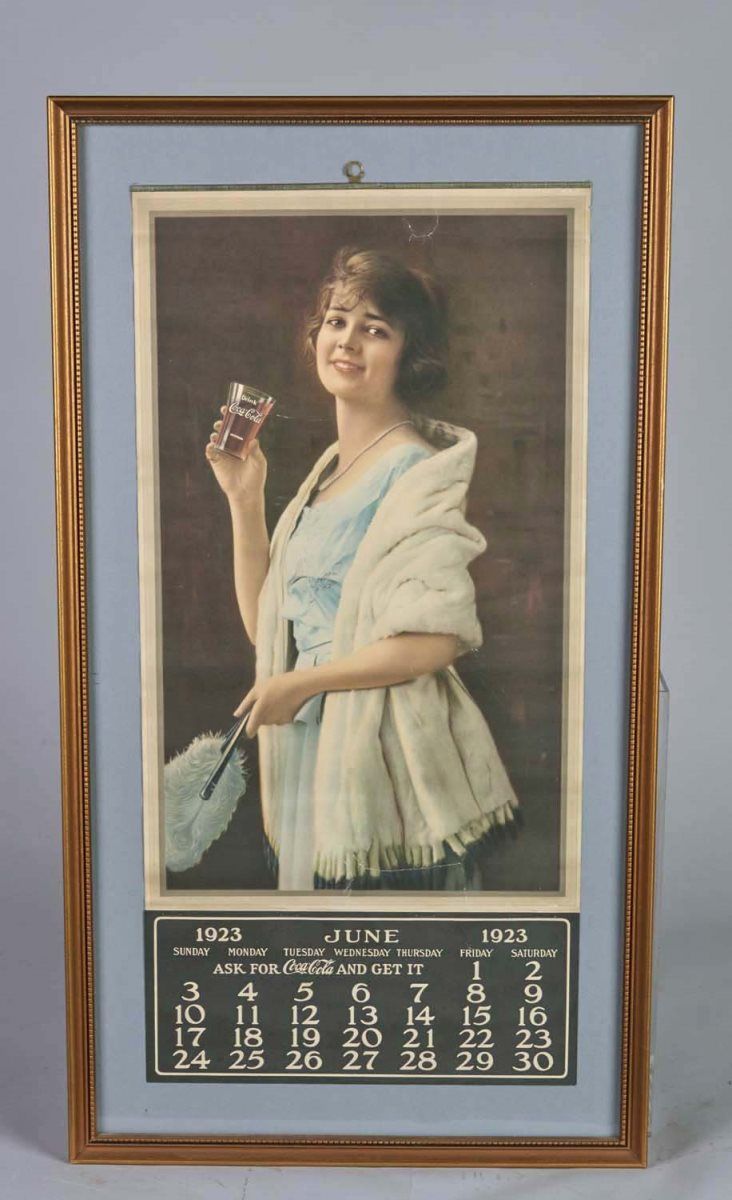 Drink
Coca-Cola
1923 JUNE 1923
SUNDAY MONDAY TUESDAY WEDNESDAY THURSDAY FRIDAY SATURDAY
ASK FOR Coca-Cola AND GET IT 1 2
3 4 5 6 7 8 9
10 11 12 13 14 15 16
17 18 19 20 21 22 23
24 25 26 27 28 29 30